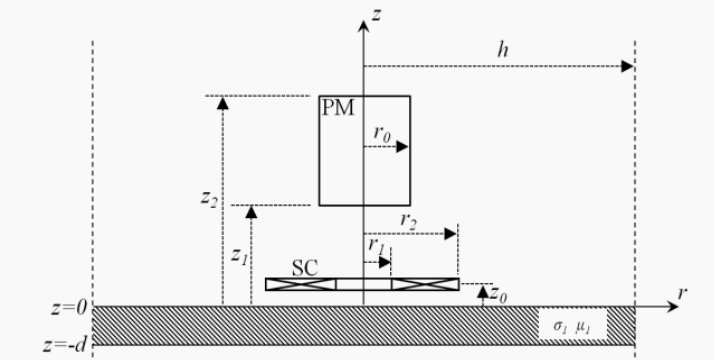 z
h
PM
r₀
z₂
r₂
z₁
r₁
SC
z₀
z=0
r
σ₁ μ₁
z=-d